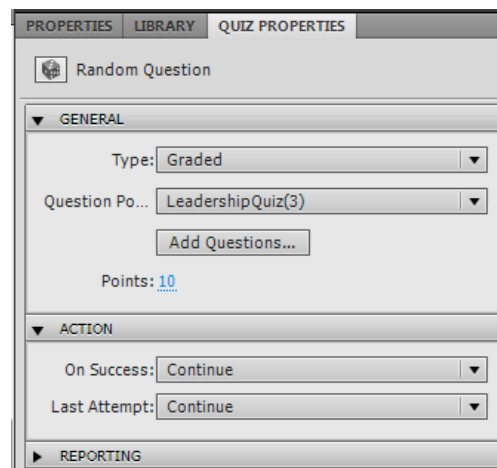 PROPERTIES LIBRARY QUIZ PROPERTIES
Random Question
GENERAL
Type: Graded
Question Po... LeadershipQuiz(3)
Add Questions...
Points: 10
ACTION
On Success: Continue
Last Attempt: Continue
REPORTING